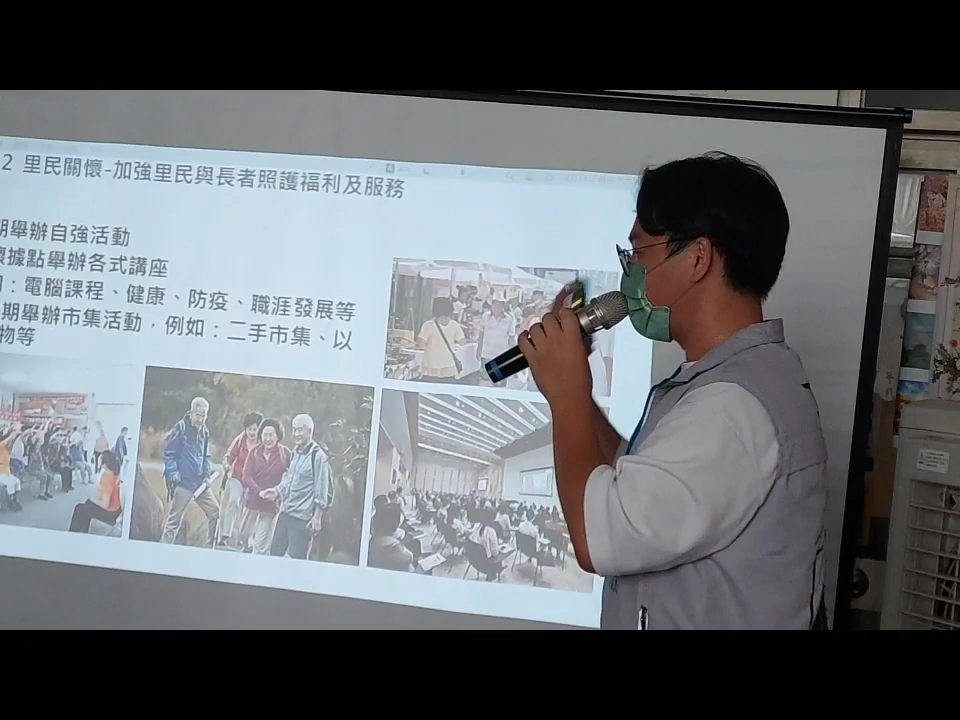 2 里民關懷-加強里民與長者照護福利及服務
期舉辦自強活動
懷據點舉辦各式講座
：電腦課程、健康、防疫、職涯發展等
期舉辦市集活動，例如：二手市集、以
物等